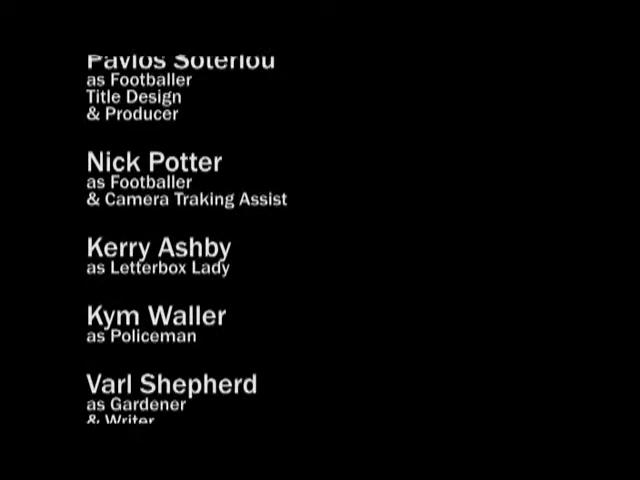 Pavlos Soteriou
as Footballer
Title Design
& Producer
Nick Potter
as Footballer
& Camera Traking Assist
Kerry Ashby
as Letterbox Lady
Kym Waller
as Policeman
Varl Shepherd
as Gardener
& Writer